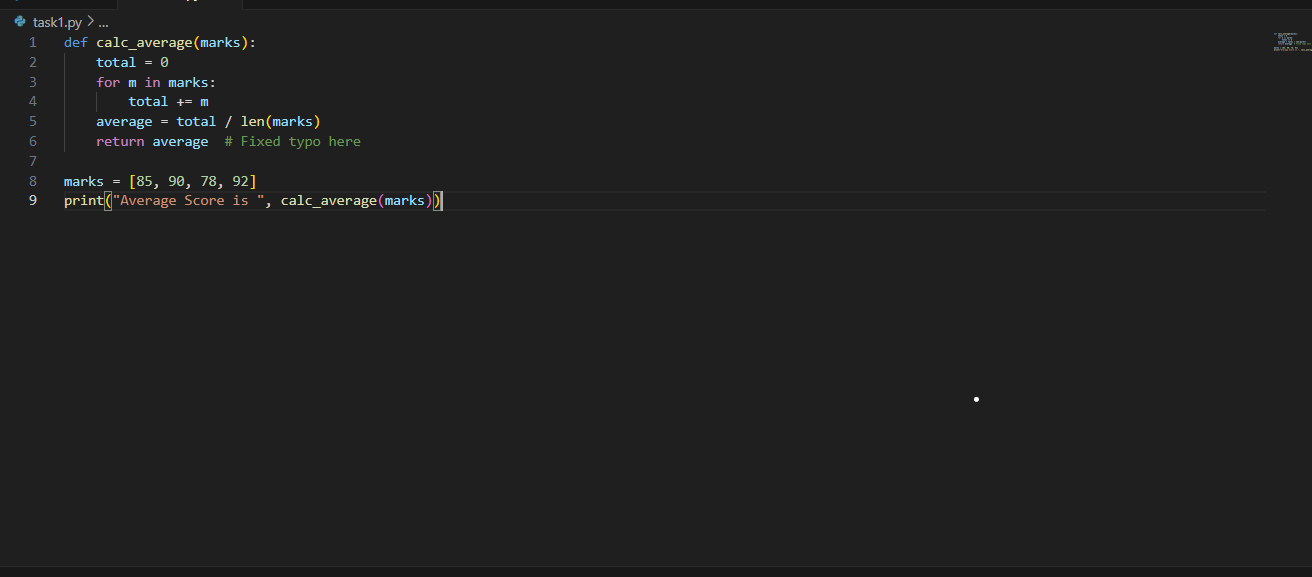 task1.py > ...
1 def calc_average(marks):
2     total = 0
3     for m in marks:
4         total += m
5     average = total / len(marks)
6     return average  # Fixed typo here
7
8 marks = [85, 90, 78, 92]
9 print("Average Score is ", calc_average(marks))